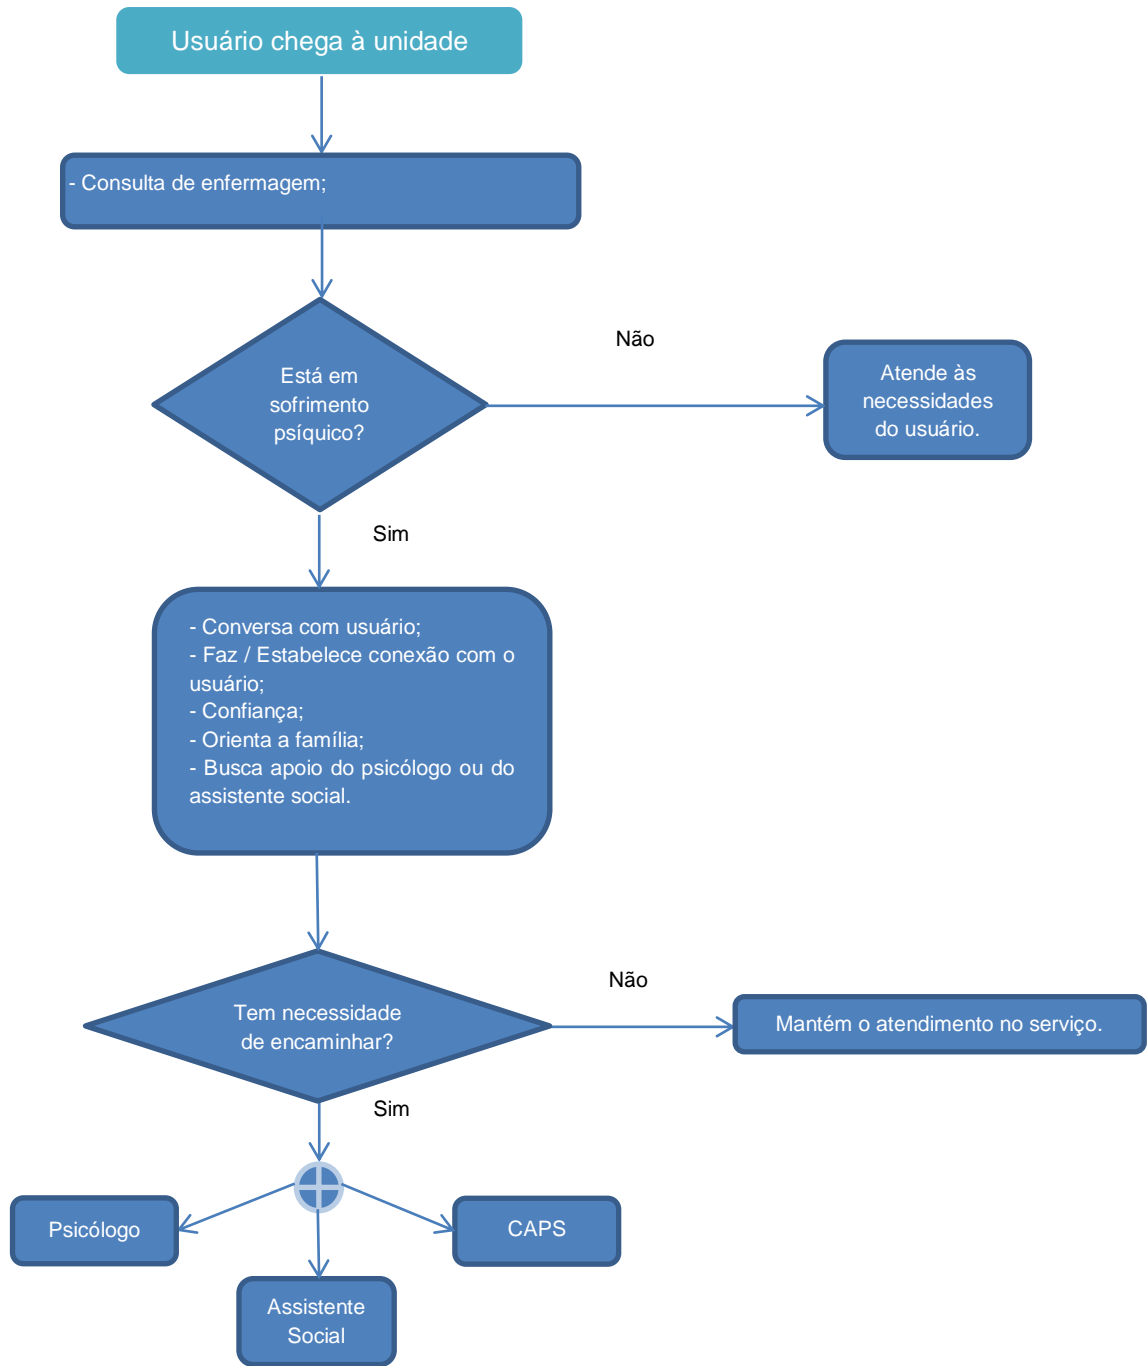 Usuário chega à unidade
- Consulta de enfermagem;
Não
Está em
sofrimento
psíquico?
Atende às
necessidades
do usuário.
Sim
- Conversa com usuário;
- Faz / Estabelece conexão com o
usuário;
- Confiança;
- Orienta a família;
- Busca apoio do psicólogo ou do
assistente social.
Não
Tem necessidade
de encaminhar?
Mantém o atendimento no serviço.
Sim
Psicólogo
CAPS
Assistente
Social